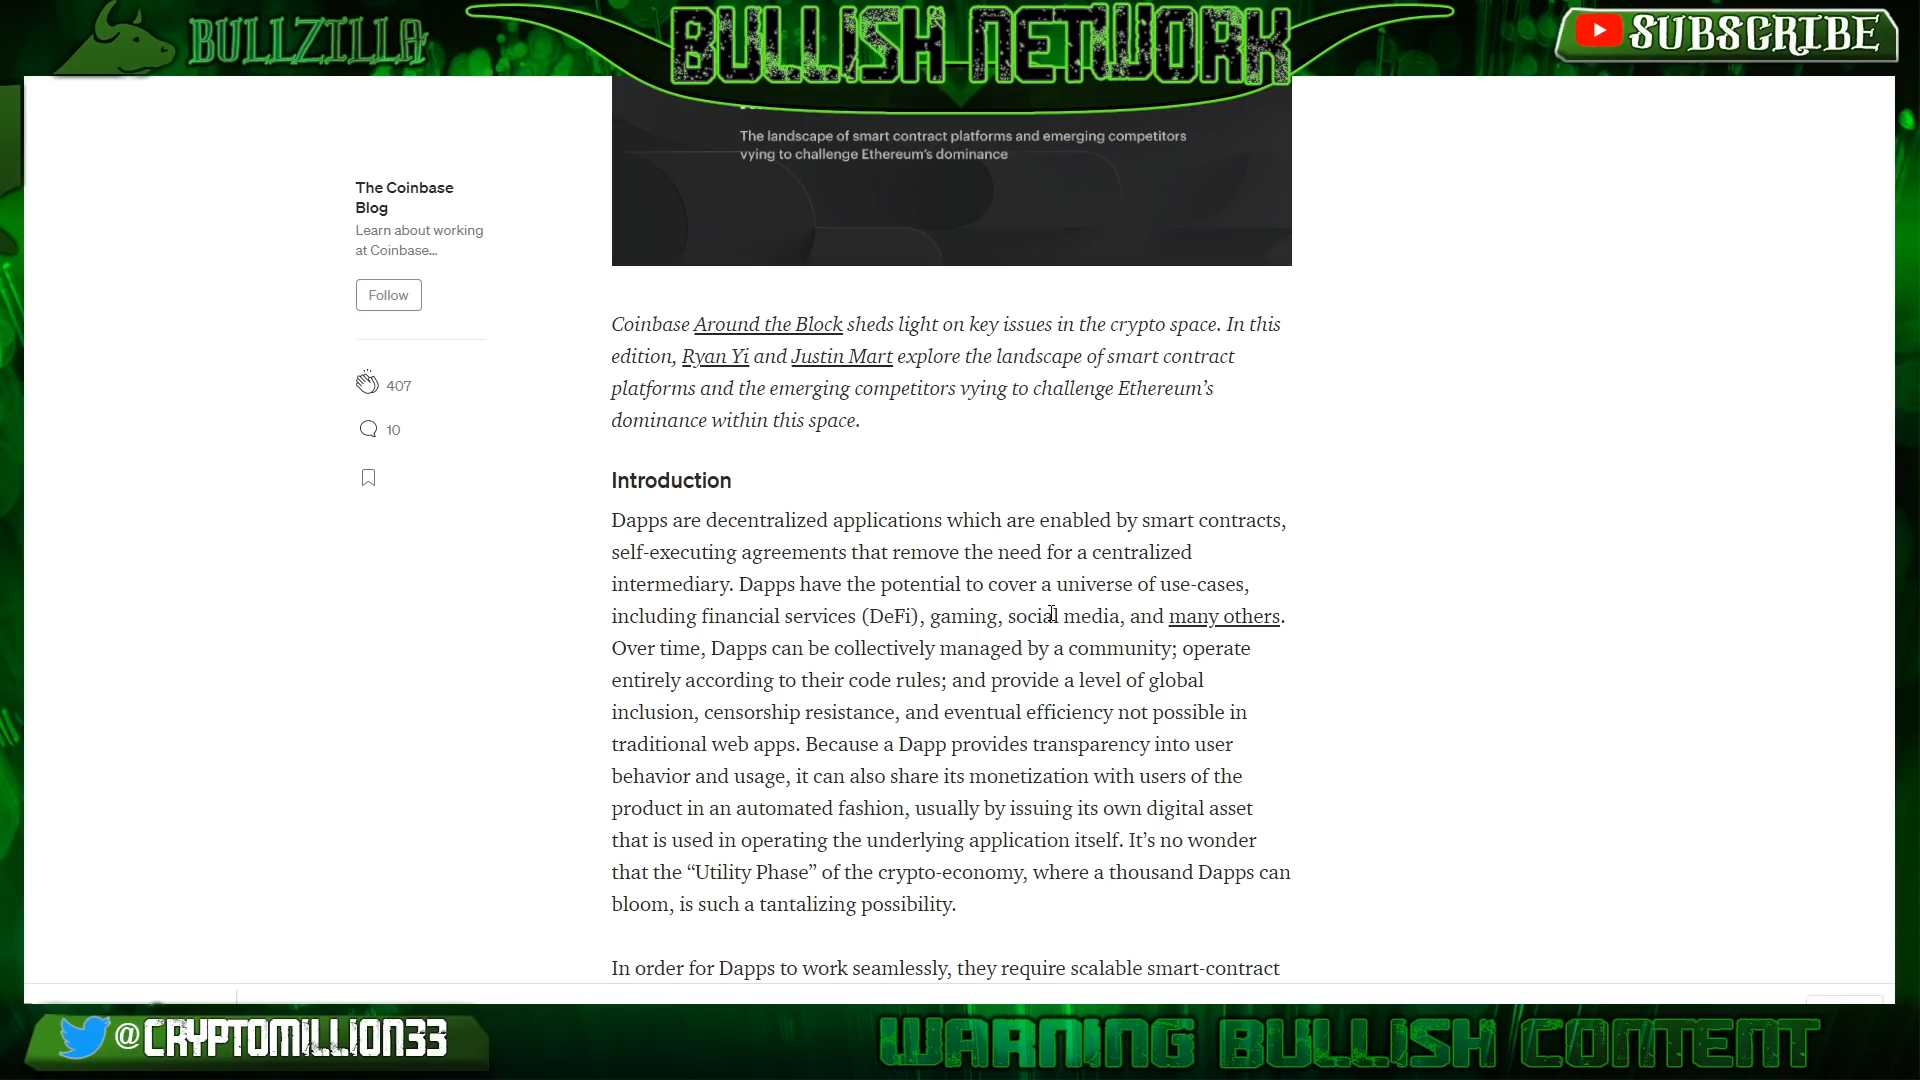 BULLZILLA
BULLISH NETWORK
SUBSCRIBE
The landscape of smart contract platforms and emerging competitors
vying to challenge Ethereum's dominance
The Coinbase
Blog
Learn about working
at Coinbase...
Follow
407
10
Coinbase Around the Block sheds light on key issues in the crypto space. In this
edition, Ryan Yi and Justin Mart explore the landscape of smart contract
platforms and the emerging competitors vying to challenge Ethereum's
dominance within this space.
Introduction
Dapps are decentralized applications which are enabled by smart contracts,
self-executing agreements that remove the need for a centralized
intermediary. Dapps have the potential to cover a universe of use-cases,
including financial services (DeFi), gaming, social media, and many others.
Over time, Dapps can be collectively managed by a community; operate
entirely according to their code rules; and provide a level of global
inclusion, censorship resistance, and eventual efficiency not possible in
traditional web apps. Because a Dapp provides transparency into user
behavior and usage, it can also share its monetization with users of the
product in an automated fashion, usually by issuing its own digital asset
that is used in operating the underlying application itself. It's no wonder
that the “Utility Phase” of the crypto-economy, where a thousand Dapps can
bloom, is such a tantalizing possibility.
In order for Dapps to work seamlessly, they require scalable smart-contract
@CRYPTOMILLION33
WARNING BULLISH CONTENT